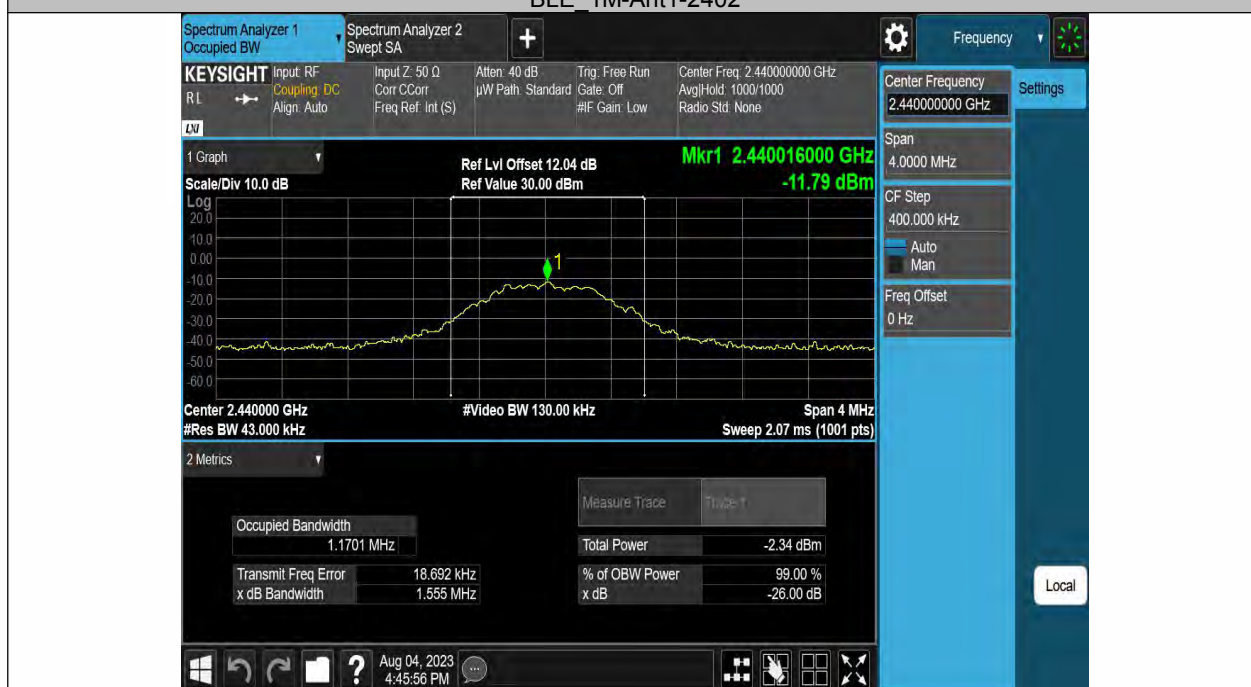 BLE_1M-Ant1-2402
Spectrum Analyzer 1
Occupied BW
Spectrum Analyzer 2
Swept SA
+
Frequency
KEYSIGHT
RL
LXI
Input: RF
Coupling: DC
Align: Auto
Input Z: 50 Ω
Corr CCorr
Freq Ref: Int (S)
Atten: 40 dB
µW Path: Standard
Trig: Free Run
Gate: Off
#IF Gain: Low
Center Freq: 2.440000000 GHz
Avg|Hold: 1000/1000
Radio Std: None
Center Frequency
2.440000000 GHz
Settings
Span
4.0000 MHz
CF Step
400.000 kHz
Auto
Man
Freq Offset
0 Hz
1 Graph
Scale/Div 10.0 dB
Ref Lvl Offset 12.04 dB
Ref Value 30.00 dBm
Mkr1 2.440016000 GHz
-11.79 dBm
Log
20.0
10.0
0.00
-10.0
-20.0
-30.0
-40.0
-50.0
-60.0
1
Center 2.440000 GHz
#Res BW 43.000 kHz
#Video BW 130.00 kHz
Span 4 MHz
Sweep 2.07 ms (1001 pts)
2 Metrics
Measure Trace
Trace 1
Occupied Bandwidth
1.1701 MHz
Total Power
-2.34 dBm
Transmit Freq Error
18.692 kHz
% of OBW Power
99.00 %
x dB Bandwidth
1.555 MHz
x dB
-26.00 dB
Local
?
Aug 04, 2023
4:45:56 PM